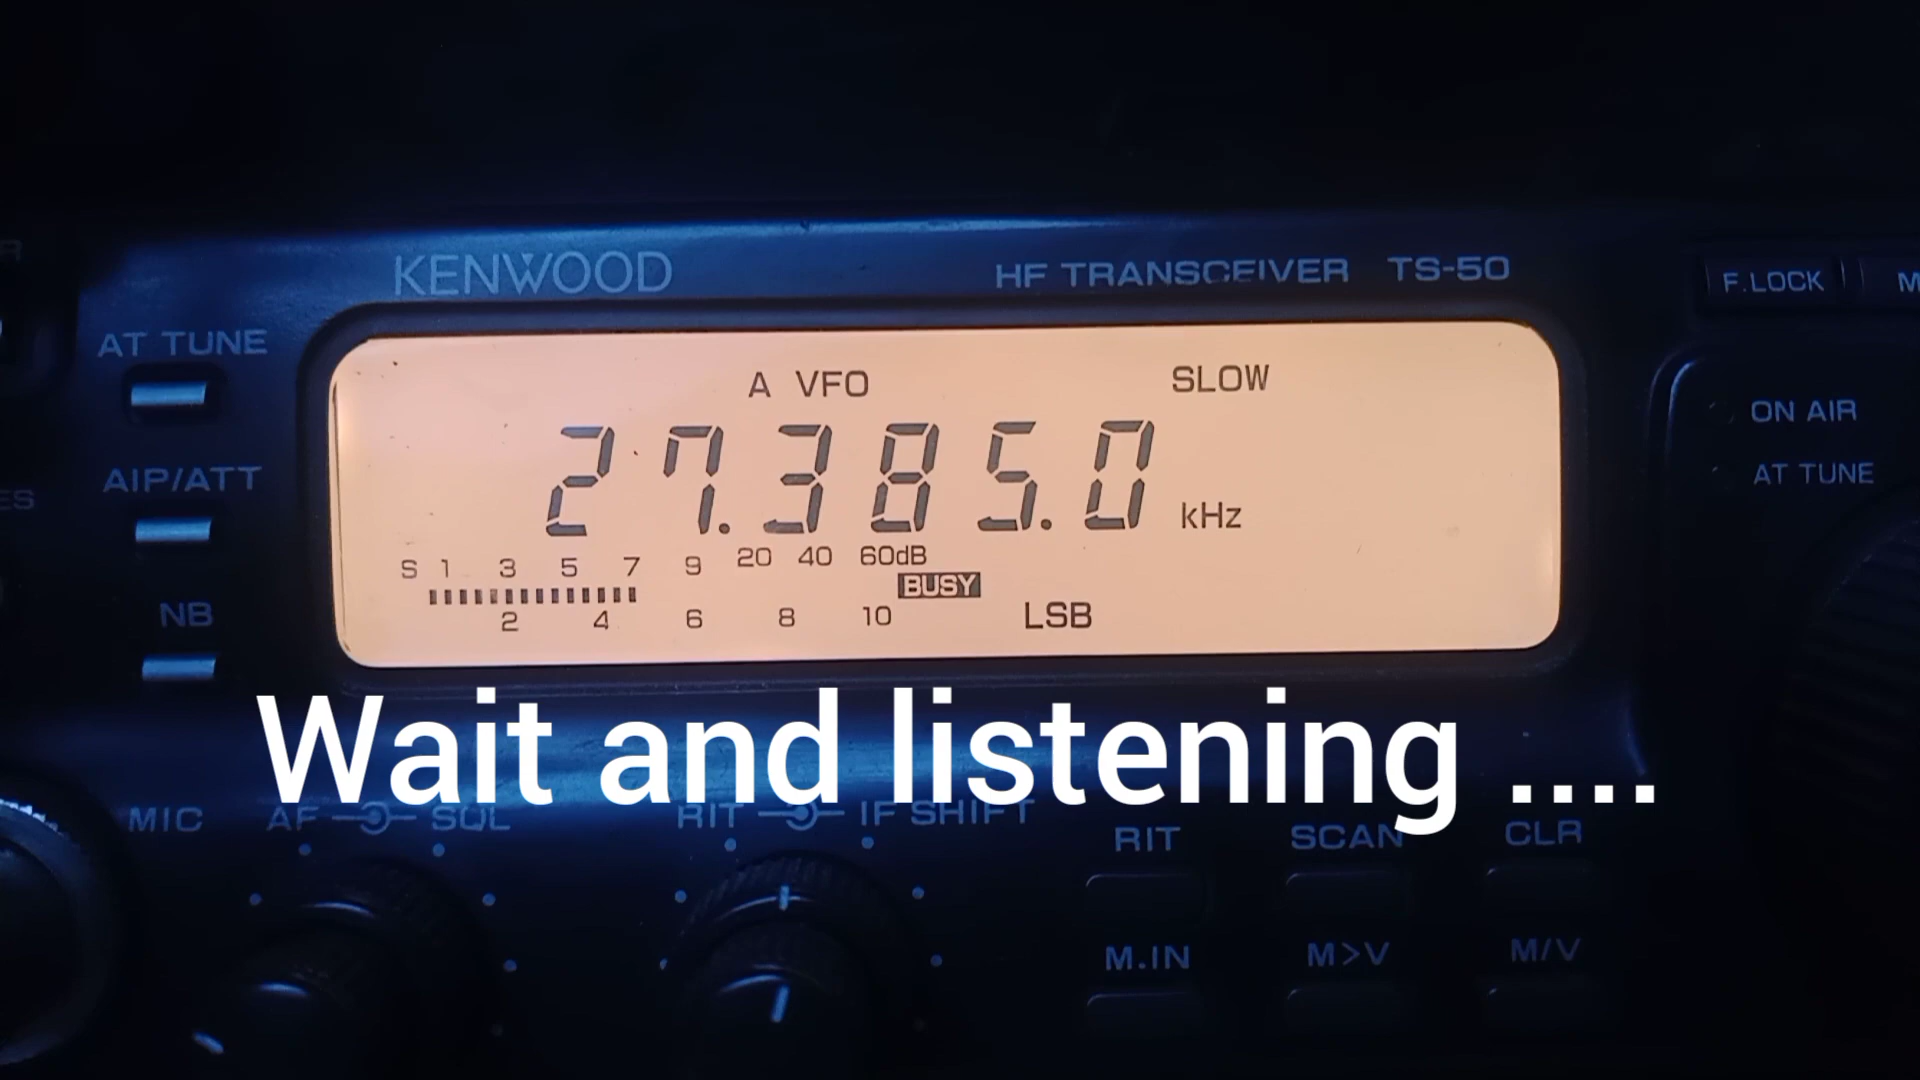 KENWOOD HF TRANSCEIVER TS-50
F.LOCK
AT TUNE
A VFO SLOW
27.385.0 kHz
ON AIR
AT TUNE
AIP/ATT
S 1 3 5 7 9 20 40 60dB
BUSY
2 4 6 8 10 LSB
NB
Wait and listening ....
MIC AF SQL RIT IF SHIFT
RIT SCAN CLR
M.IN M>V M/V